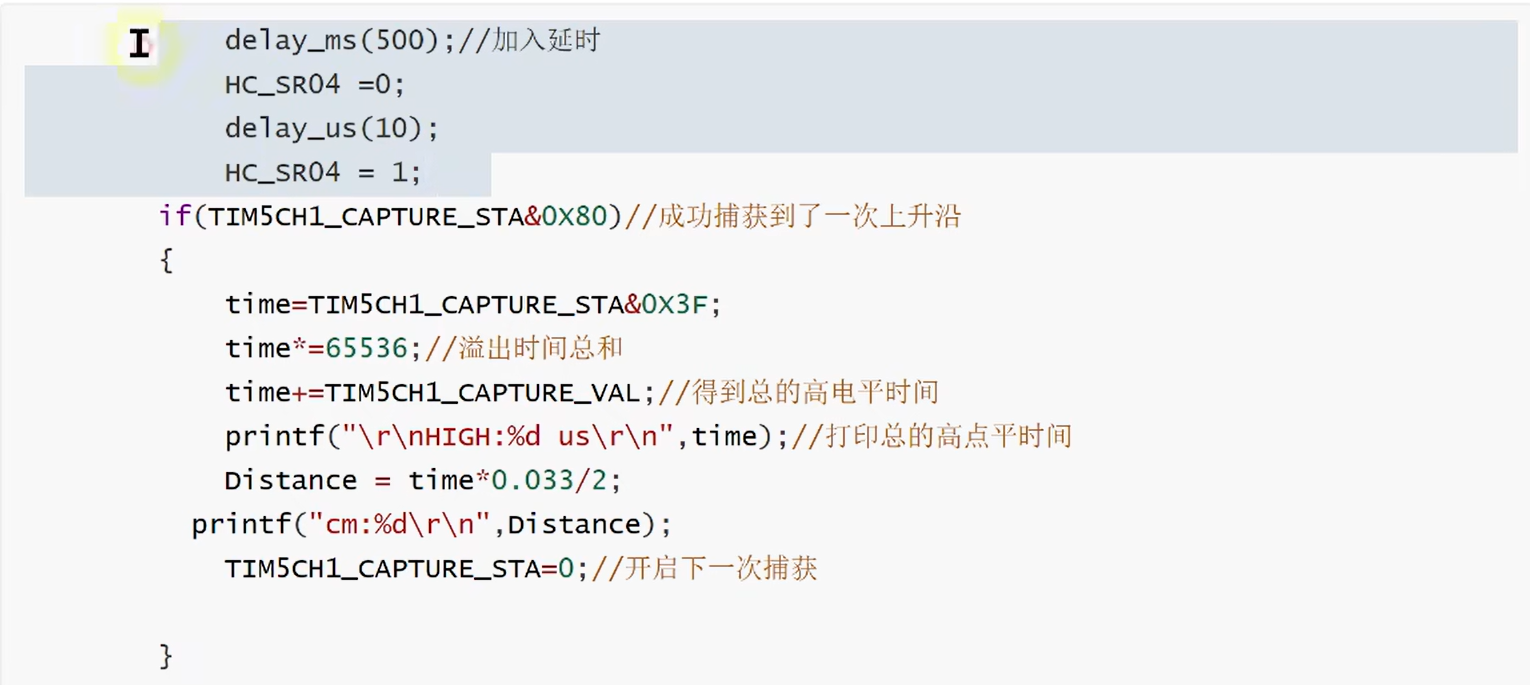 delay_ms(500);//加入延时
HC_SR04 =0;
delay_us(10);
HC_SR04 = 1;
if(TIM5CH1_CAPTURE_STA&0X80)//成功捕获到了一次上升沿
{
time=TIM5CH1_CAPTURE_STA&0X3F;
time*=65536;//溢出时间总和
time+=TIM5CH1_CAPTURE_VAL;//得到总的高电平时间
printf("\r\nHIGH:%d us\r\n",time);//打印总的高点平时间
Distance = time*0.033/2;
printf("cm:%d\r\n",Distance);
TIM5CH1_CAPTURE_STA=0;//开启下一次捕获
}